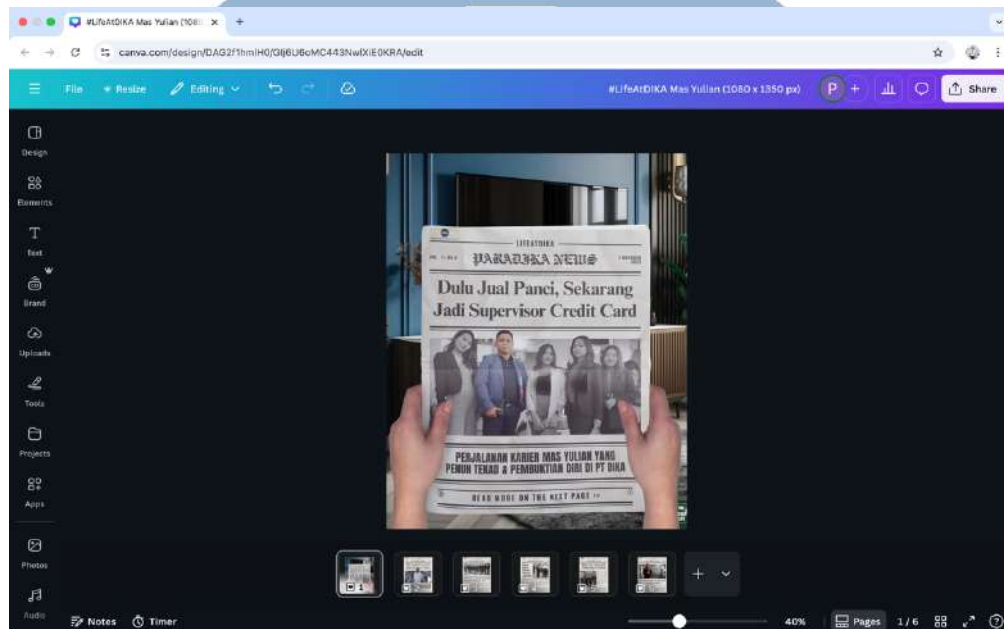 #LifeAtDIKA Mas Yulian (108
canva.com/design/DAG2f1hmIH0/GIj6U6oMC443NwIXiE0KRA/edit
File
Resize
Editing
#LifeAtDIKA Mas Yulian (1080 x 1350 px)
P
Share
Design
Elements
Text
Brand
Uploads
Tools
Projects
Apps
Photos
Audio
LIFEATDIKA
PARADIKA NEWS
Dulu Jual Panci, Sekarang
Jadi Supervisor Credit Card
PERJALANAN KARIER MAS YULIAN YANG
PENUH TEKAD & PEMBUKTIAN DIRI DI PT DIKA
READ MORE ON THE NEXT PAGE >>
1
Notes
Timer
40%
Pages
1/6